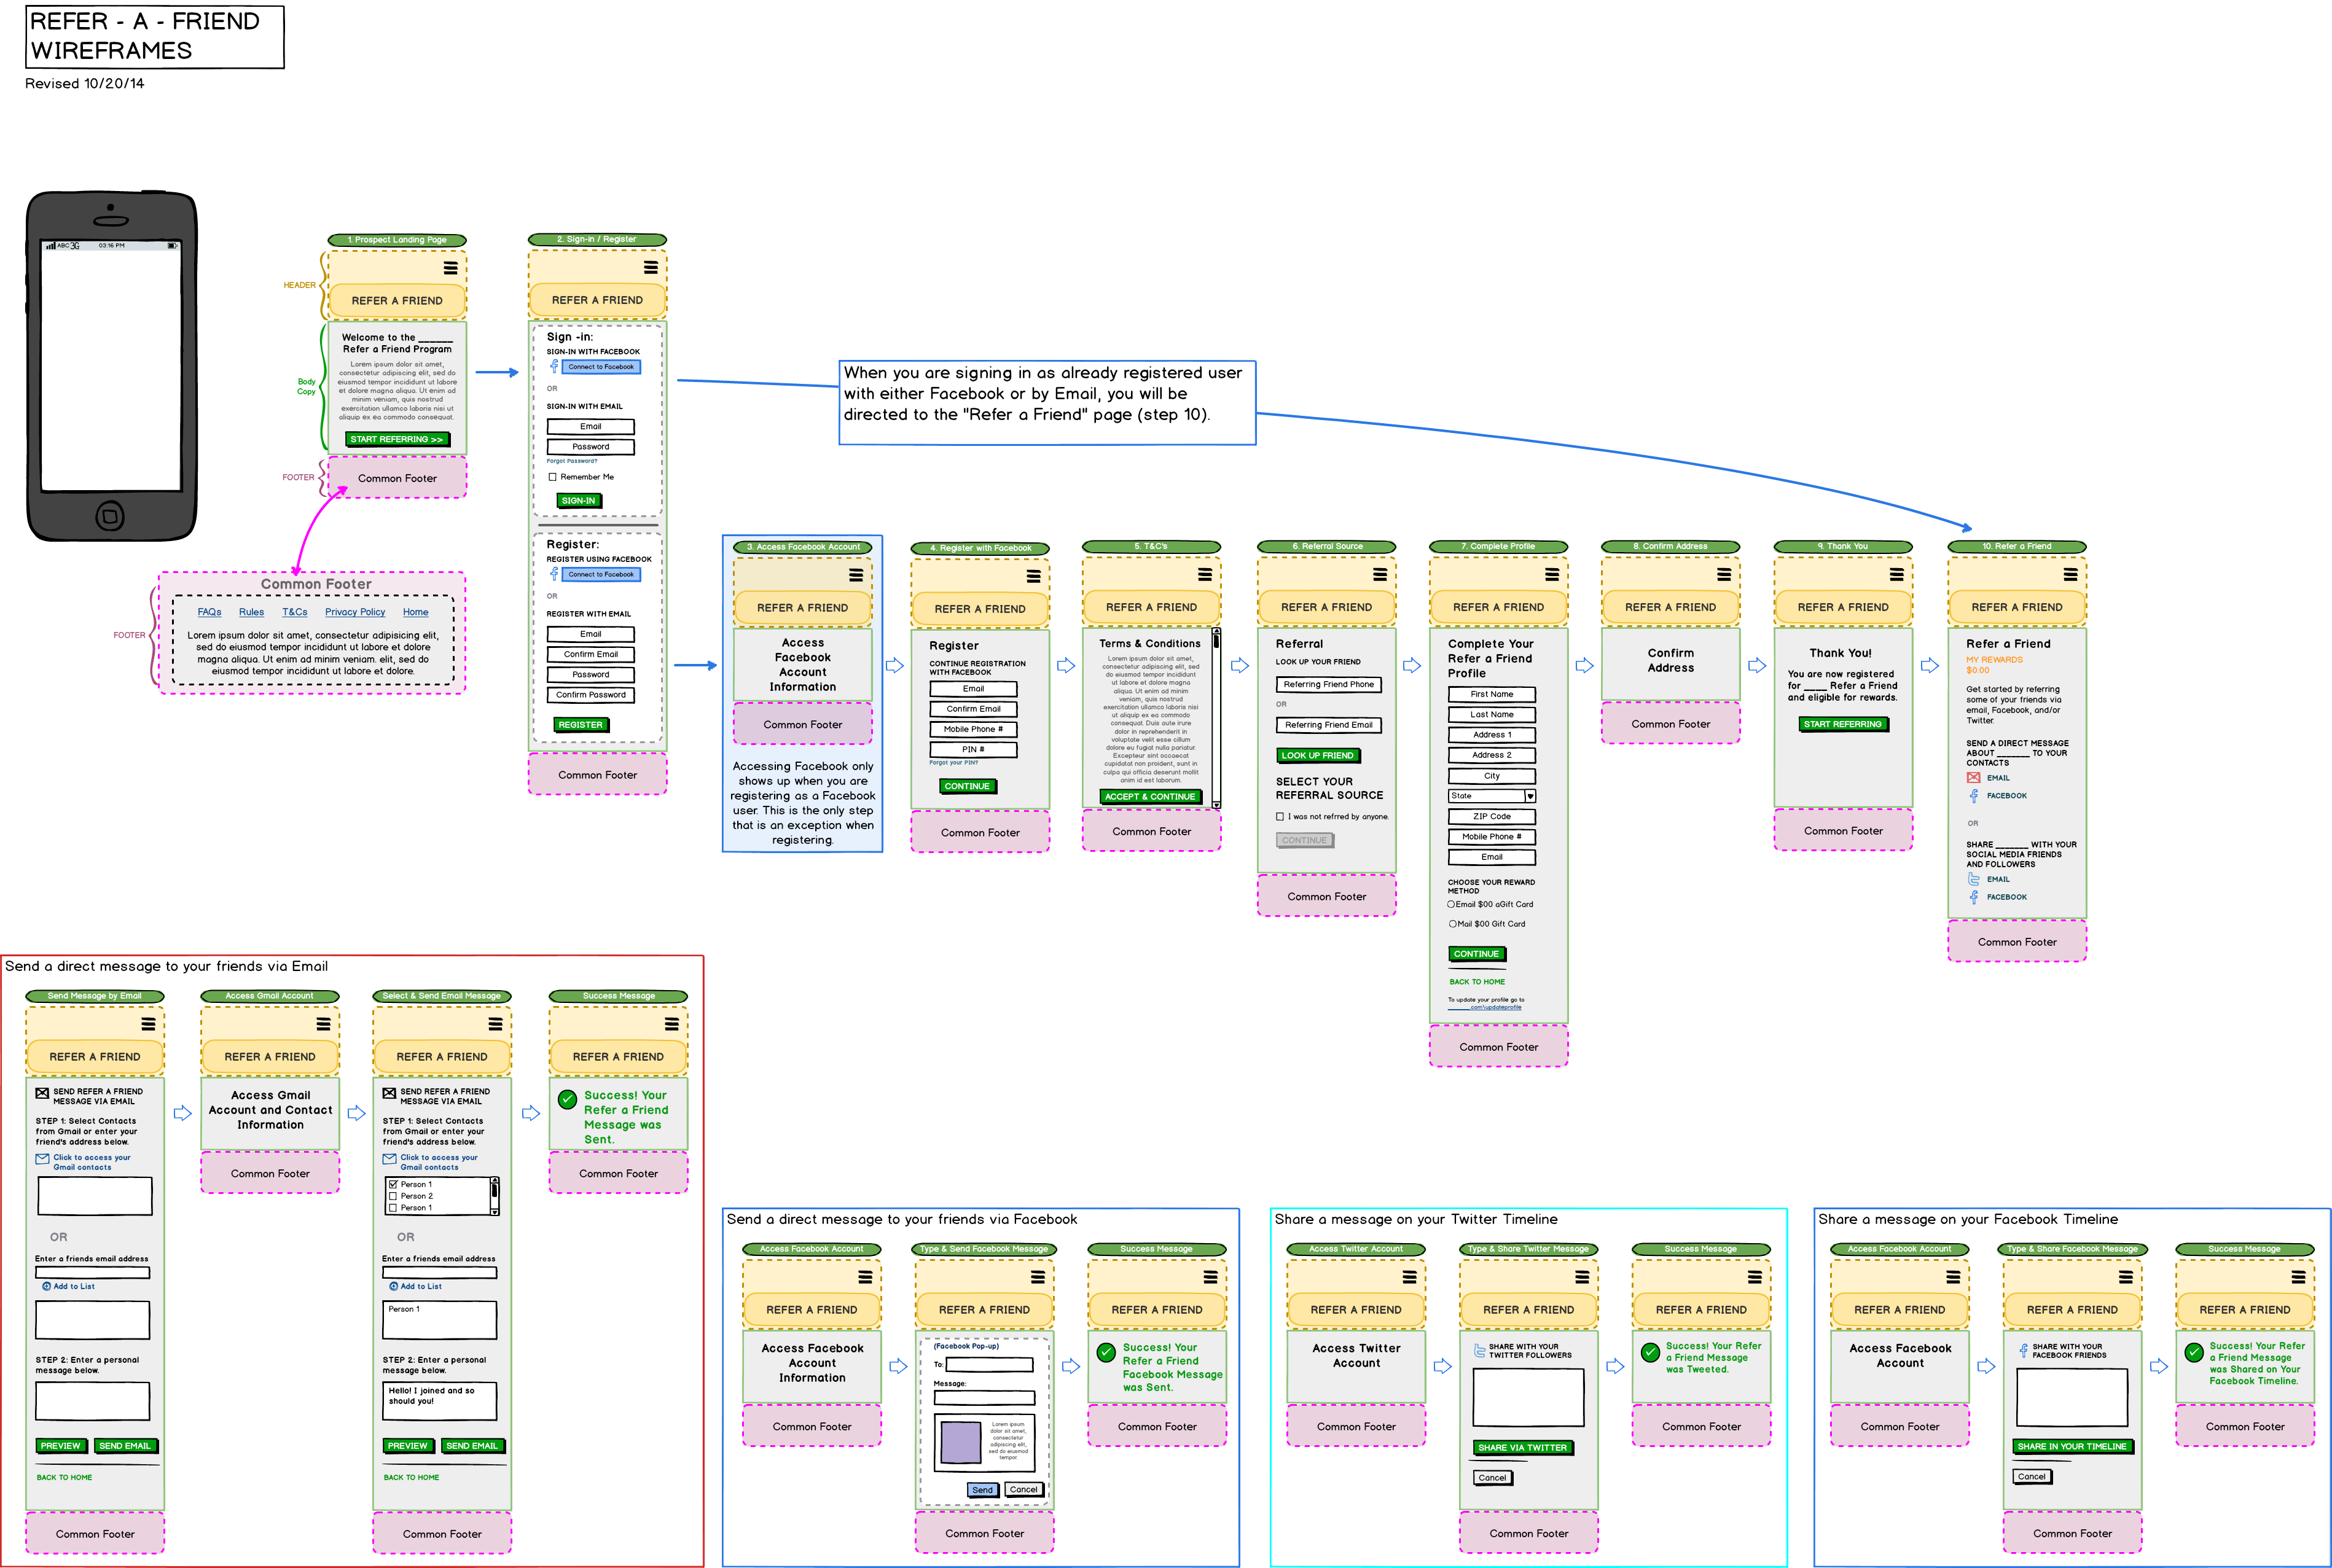 REFER - A - FRIEND
WIREFRAMES
Revised 10/20/14
ABC 3G
03:16 PM
1. Prospect Landing Page
HEADER
REFER A FRIEND
Body
Copy
Welcome to the ______
Refer a Friend Program
Lorem ipsum dolor sit amet,
consectetur adipiscing elit, sed do
eiusmod tempor incididunt ut labore
et dolore magna aliqua. Ut enim ad
minim veniam, quis nostrud
exercitation ullamco laboris nisi ut
aliquip ex ea commodo consequat.
START REFERRING >>
FOOTER
Common Footer
FOOTER
Common Footer
FAQs
Rules
T&Cs
Privacy Policy
Home
Lorem ipsum dolor sit amet, consectetur adipisicing elit,
sed do eiusmod tempor incididunt ut labore et dolore
magna aliqua. Ut enim ad minim veniam. elit, sed do
eiusmod tempor incididunt ut labore et dolore.
2. Sign-in / Register
REFER A FRIEND
Sign -in:
SIGN-IN WITH FACEBOOK
Connect to Facebook
OR
SIGN-IN WITH EMAIL
Email
Password
Forgot Password?
Remember Me
SIGN-IN
Register:
REGISTER USING FACEBOOK
Connect to Facebook
OR
REGISTER WITH EMAIL
Email
Confirm Email
Password
Confirm Password
REGISTER
Common Footer
When you are signing in as already registered user
with either Facebook or by Email, you will be
directed to the "Refer a Friend" page (step 10).
3. Access Facebook Account
REFER A FRIEND
Access
Facebook
Account
Information
Common Footer
Accessing Facebook only
shows up when you are
registering as a Facebook
user. This is the only step
that is an exception when
registering.
4. Register with Facebook
REFER A FRIEND
Register
CONTINUE REGISTRATION
WITH FACEBOOK
Email
Confirm Email
Mobile Phone #
PIN #
Forgot your PIN?
CONTINUE
Common Footer
5. T&C's
REFER A FRIEND
Terms & Conditions
Lorem ipsum dolor sit amet,
consectetur adipiscing elit, sed
do eiusmod tempor incididunt
ut labore et dolore magna
aliqua. Ut enim ad minim
veniam, quis nostrud
exercitation ullamco laboris nisi
ut aliquip ex ea commodo
consequat. Duis aute irure
dolor in reprehenderit in
voluptate velit esse cillum
dolore eu fugiat nulla pariatur.
Excepteur sint occaecat
cupidatat non proident, sunt in
culpa qui officia deserunt mollit
anim id est laborum.
ACCEPT & CONTINUE
Common Footer
6. Referral Source
REFER A FRIEND
Referral
LOOK UP YOUR FRIEND
Referring Friend Phone
OR
Referring Friend Email
LOOK UP FRIEND
SELECT YOUR
REFERRAL SOURCE
I was not refrred by anyone.
CONTINUE
Common Footer
7. Complete Profile
REFER A FRIEND
Complete Your
Refer a Friend
Profile
First Name
Last Name
Address 1
Address 2
City
State
ZIP Code
Mobile Phone #
Email
CHOOSE YOUR REWARD
METHOD
Email $00 aGift Card
Mail $00 Gift Card
CONTINUE
BACK TO HOME
To update your profile go to
______.com\updateprofile
Common Footer
8. Confirm Address
REFER A FRIEND
Confirm
Address
Common Footer
9. Thank You
REFER A FRIEND
Thank You!
You are now registered
for ____ Refer a Friend
and eligible for rewards.
START REFERRING
Common Footer
10. Refer a Friend
REFER A FRIEND
Refer a Friend
MY REWARDS
$0.00
Get started by referring
some of your friends via
email, Facebook, and/or
Twitter.
SEND A DIRECT MESSAGE
ABOUT _______ TO YOUR
CONTACTS
EMAIL
FACEBOOK
OR
SHARE _______ WITH YOUR
SOCIAL MEDIA FRIENDS
AND FOLLOWERS
EMAIL
FACEBOOK
Common Footer
Send a direct message to your friends via Email
Send Message by Email
REFER A FRIEND
SEND REFER A FRIEND
MESSAGE VIA EMAIL
STEP 1: Select Contacts
from Gmail or enter your
friend's address below.
Click to access your
Gmail contacts
OR
Enter a friends email address
Add to List
STEP 2: Enter a personal
message below.
PREVIEW
SEND EMAIL
BACK TO HOME
Common Footer
Access Gmail Account
REFER A FRIEND
Access Gmail
Account and Contact
Information
Common Footer
Select & Send Email Message
REFER A FRIEND
SEND REFER A FRIEND
MESSAGE VIA EMAIL
STEP 1: Select Contacts
from Gmail or enter your
friend's address below.
Click to access your
Gmail contacts
Person 1
Person 2
Person 1
OR
Enter a friends email address
Add to List
Person 1
STEP 2: Enter a personal
message below.
Hello! I joined and so
should you!
PREVIEW
SEND EMAIL
BACK TO HOME
Common Footer
Success Message
REFER A FRIEND
Success! Your
Refer a Friend
Message was
Sent.
Common Footer
Send a direct message to your friends via Facebook
Access Facebook Account
REFER A FRIEND
Access Facebook
Account
Information
Common Footer
Type & Send Facebook Message
REFER A FRIEND
(Facebook Pop-up)
To:
Message:
Lorem ipsum
dolor sit amet,
consectetur
adipiscing elit,
sed do eiusmod
tempor.
Send
Cancel
Common Footer
Success Message
REFER A FRIEND
Success! Your
Refer a Friend
Facebook Message
was Sent.
Common Footer
Share a message on your Twitter Timeline
Access Twitter Account
REFER A FRIEND
Access Twitter
Account
Common Footer
Type & Share Twitter Message
REFER A FRIEND
SHARE WITH YOUR
TWITTER FOLLOWERS
SHARE VIA TWITTER
Cancel
Common Footer
Success Message
REFER A FRIEND
Success! Your Refer
a Friend Message
was Tweeted.
Common Footer
Share a message on your Facebook Timeline
Access Facebook Account
REFER A FRIEND
Access Facebook
Account
Common Footer
Type & Share Facebook Message
REFER A FRIEND
SHARE WITH YOUR
FACEBOOK FRIENDS
SHARE IN YOUR TIMELINE
Cancel
Common Footer
Success Message
REFER A FRIEND
Success! Your Refer
a Friend Message
was Shared on Your
Facebook Timeline.
Common Footer